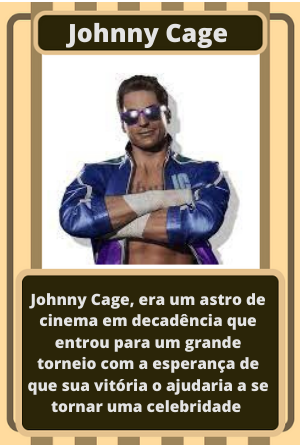 Johnny Cage
Johnny Cage, era um astro de
cinema em decadência que
entrou para um grande
torneio com a esperança de
que sua vitória o ajudaria a se
tornar uma celebridade